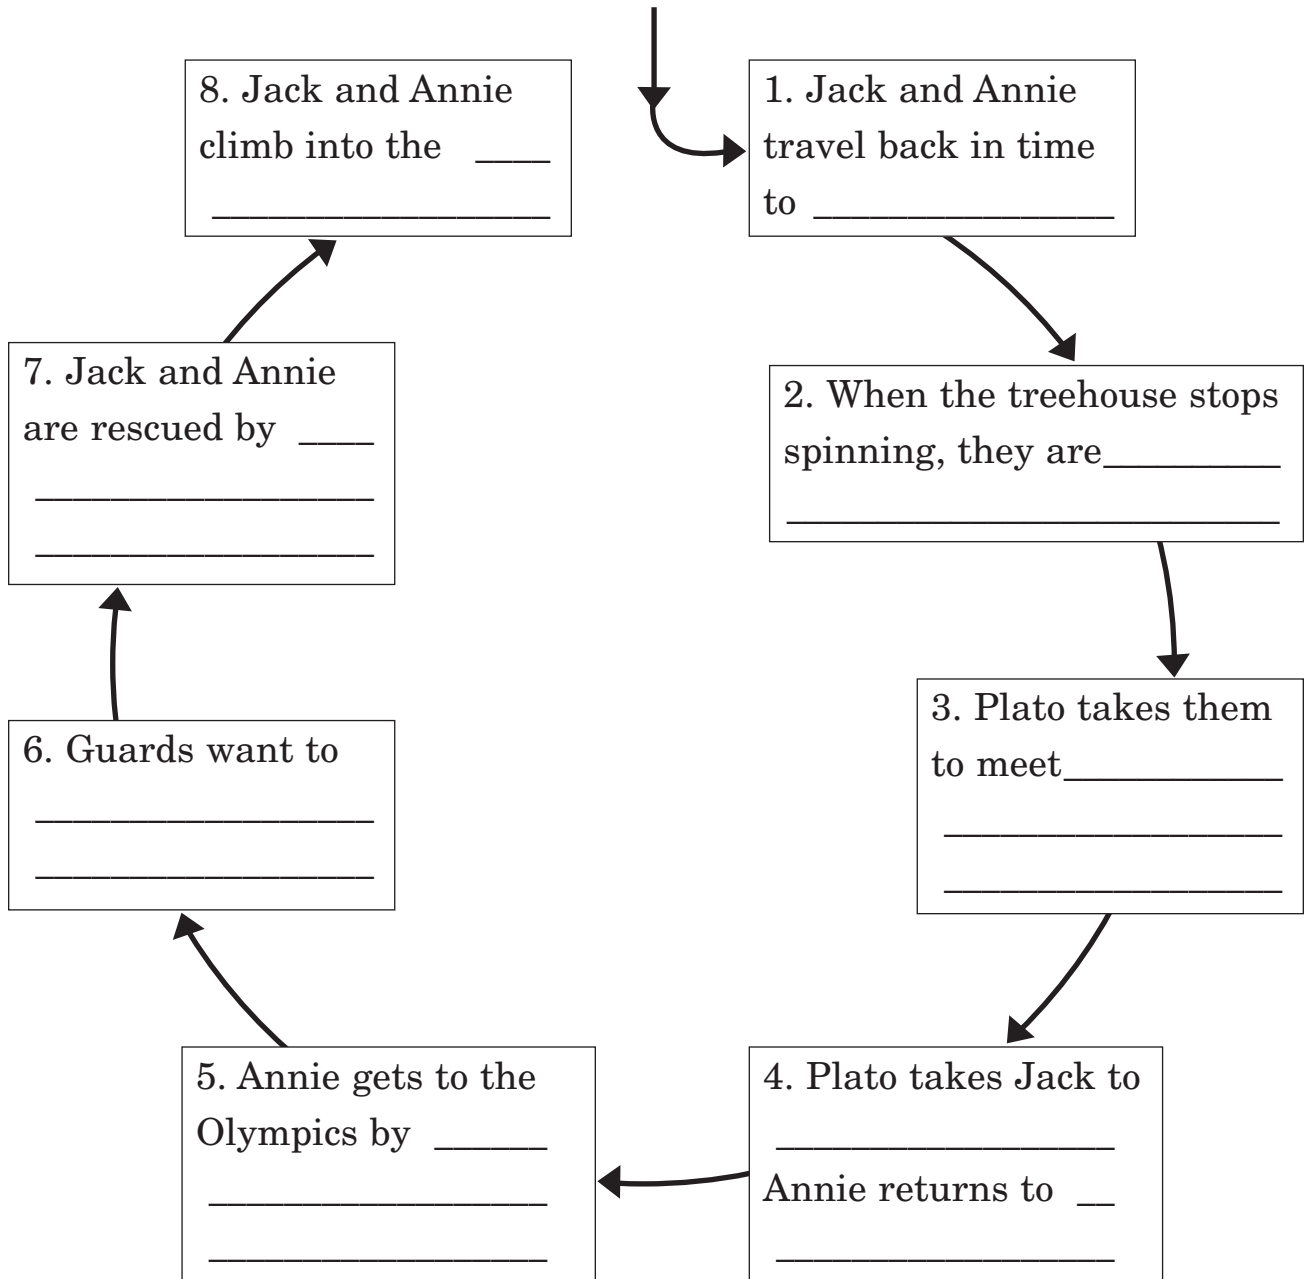 1. Jack and Annie
travel back in time
to ________________
2. When the treehouse stops
spinning, they are_________
__________________________
3. Plato takes them
to meet____________
__________________
__________________
4. Plato takes Jack to
__________________
Annie returns to __
__________________
5. Annie gets to the
Olympics by ______
__________________
__________________
6. Guards want to
__________________
__________________
7. Jack and Annie
are rescued by ____
__________________
__________________
8. Jack and Annie
climb into the ____
__________________